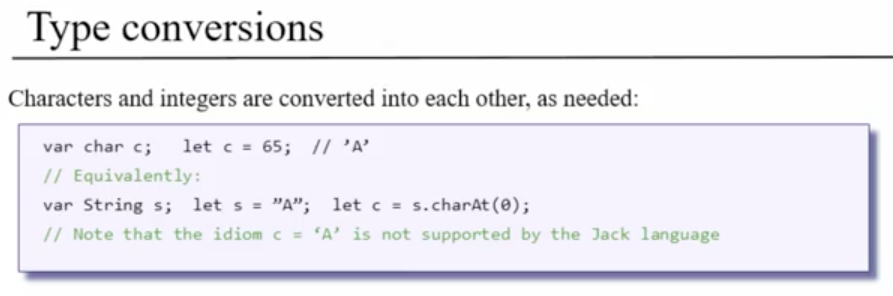 Type conversions
Characters and integers are converted into each other, as needed:
var char c;   let c = 65;  // ’A’
// Equivalently:
var String s;  let s = ”A”;  let c = s.charAt(0);
// Note that the idiom c = ‘A’ is not supported by the Jack language